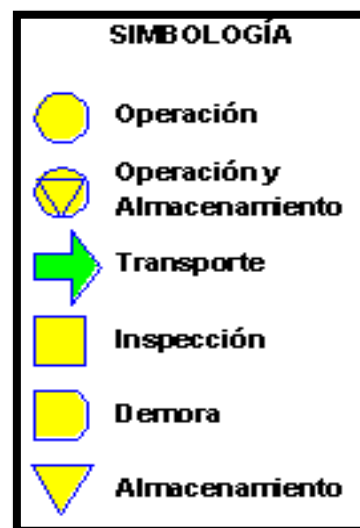 SIMBOLOGÍA
Operación
Operación y
Almacenamiento
Transporte
Inspección
Demora
Almacenamiento